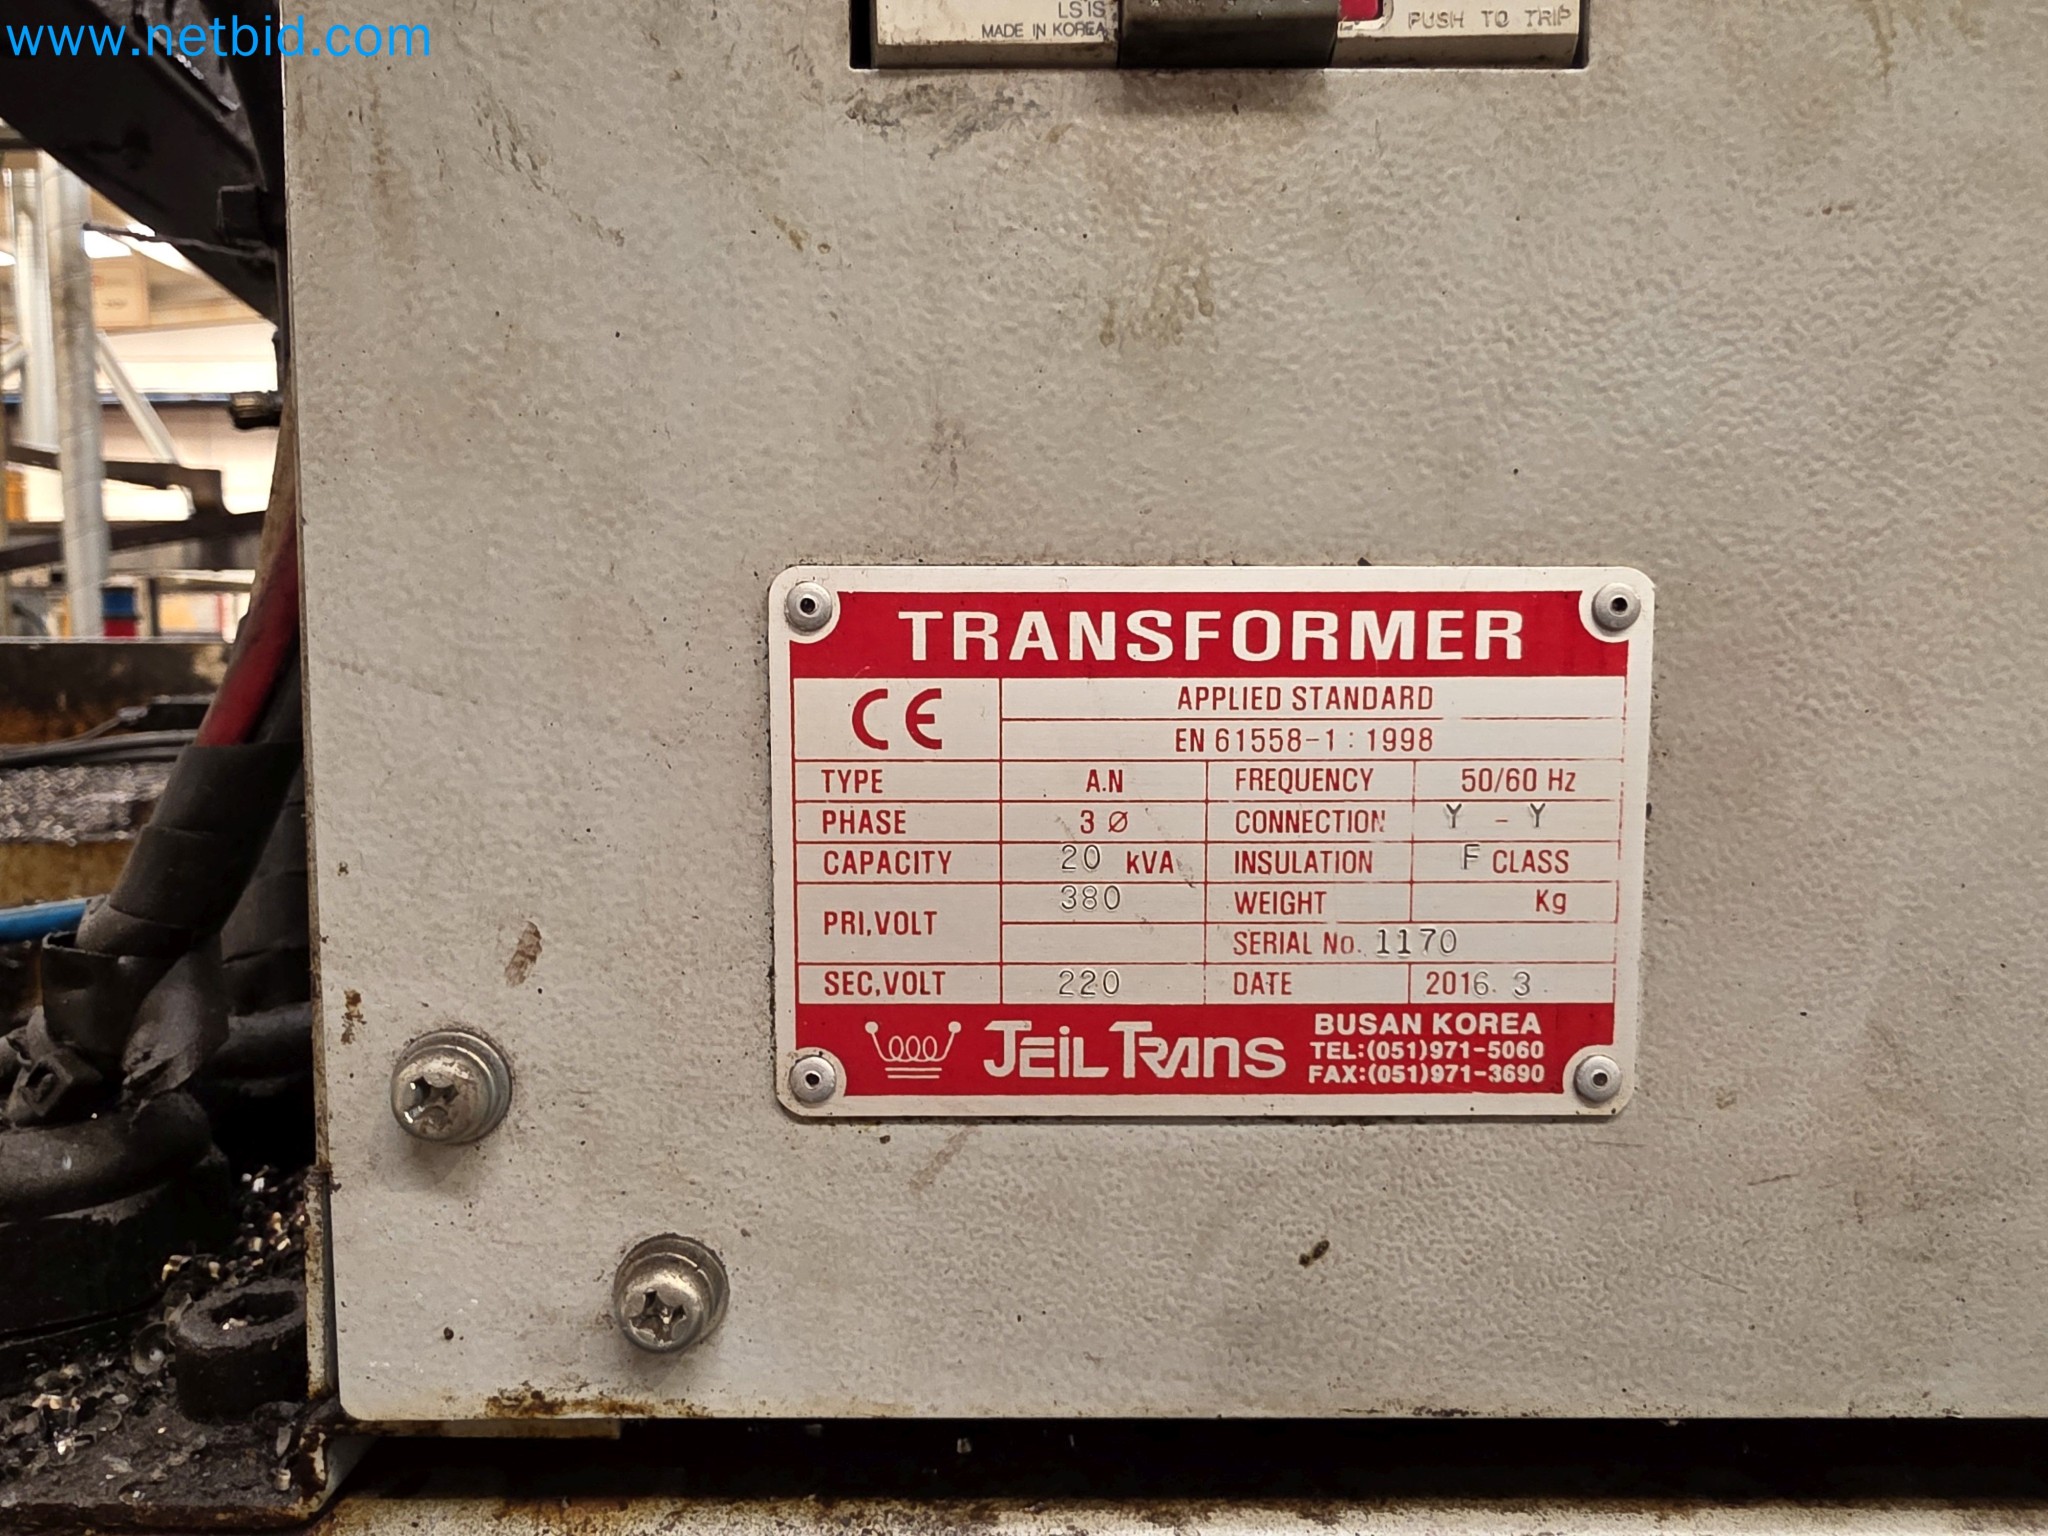 www.netbid.com
LS IS
MADE IN KOREA
PUSH TO TRIP
TRANSFORMER
CE
APPLIED STANDARD
EN 61558-1 : 1998
TYPE A.N FREQUENCY 50/60 Hz
PHASE 3 Ø CONNECTION Y - Y
CAPACITY 20 kVA INSULATION F CLASS
PRI,VOLT 380 WEIGHT Kg
SERIAL No. 1170
SEC,VOLT 220 DATE 2016. 3
JEIL TRANS
BUSAN KOREA
TEL:(051)971-5060
FAX:(051)971-3690